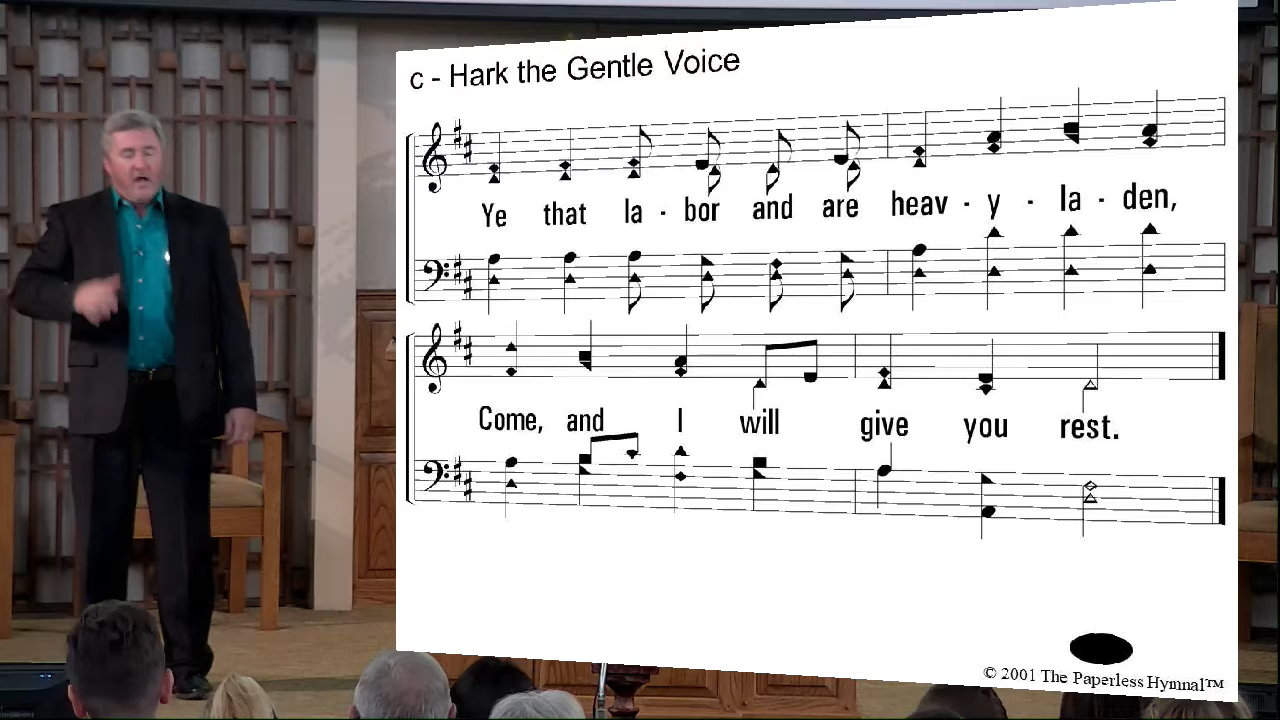 c - Hark the Gentle Voice
Ye that la - bor and are heav - y - la - den,
Come, and I will give you rest.
© 2001 The Paperless Hymnal™